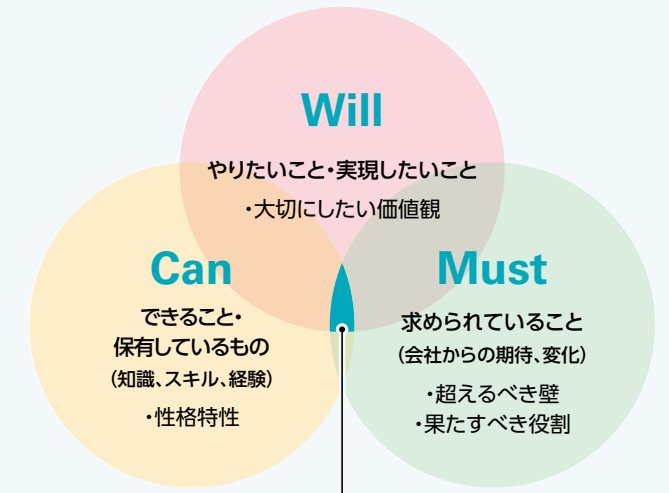 Will
やりたいこと・実現したいこと
・大切にしたい価値観
Can
できること・
保有しているもの
（知識、スキル、経験）
・性格特性
Must
求められていること
（会社からの期待、変化）
・超えるべき壁
・果たすべき役割